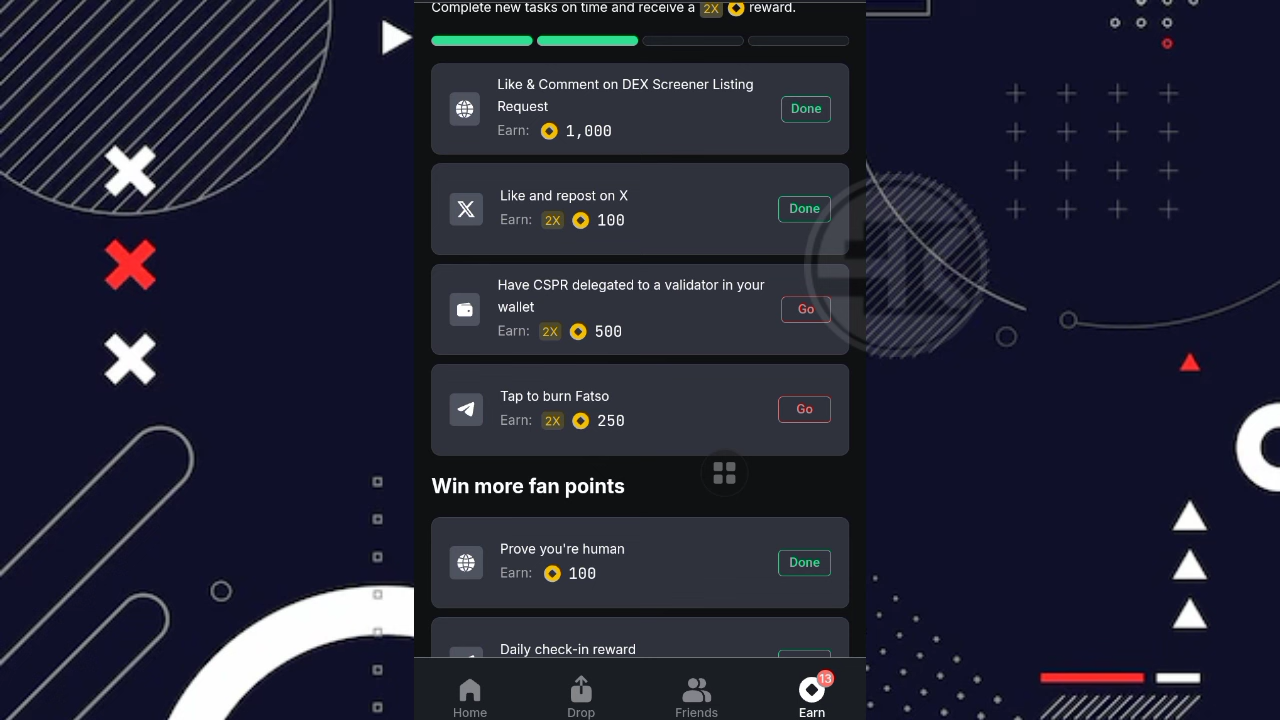 Complete new tasks on time and receive a 2X reward.
Like & Comment on DEX Screener Listing
Request
Earn: 1,000
Done
Like and repost on X
Earn: 2X 100
Done
Have CSPR delegated to a validator in your
wallet
Earn: 2X 500
Go
Tap to burn Fatso
Earn: 2X 250
Go
Win more fan points
Prove you're human
Earn: 100
Done
Daily check-in reward
13
Home
Drop
Friends
Earn